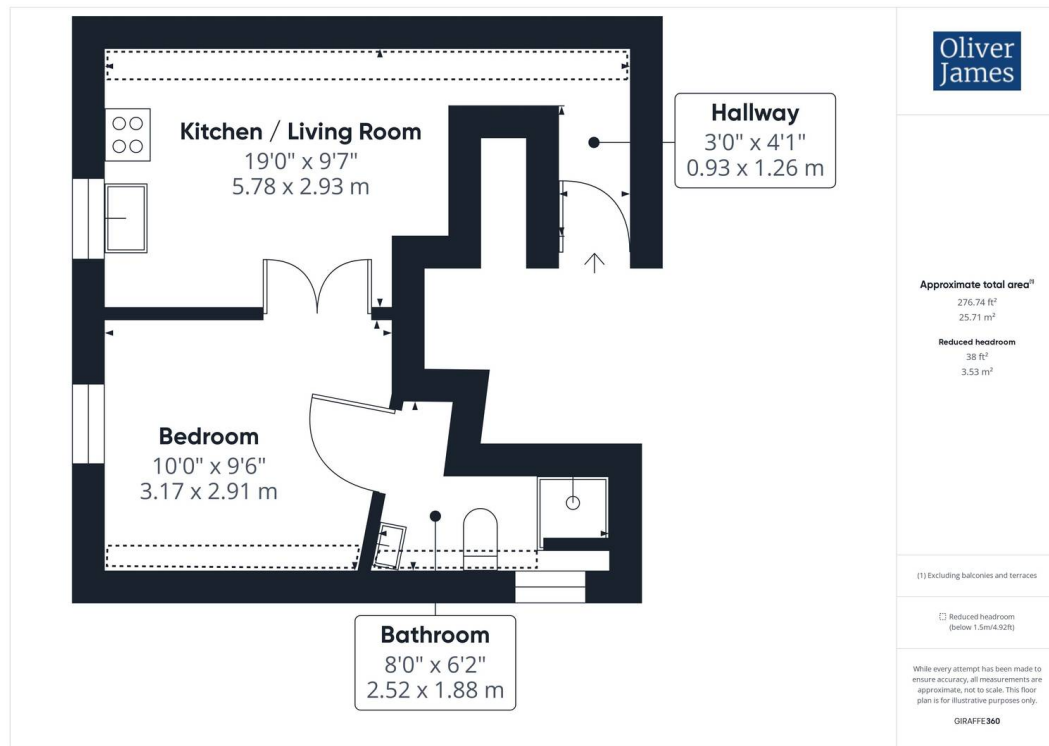 Kitchen / Living Room
19'0" x 9'7"
5.78 x 2.93 m
Hallway
3'0" x 4'1"
0.93 x 1.26 m
Bedroom
10'0" x 9'6"
3.17 x 2.91 m
Bathroom
8'0" x 6'2"
2.52 x 1.88 m
Oliver
James
Approximate total area(1)
276.74 ft²
25.71 m²
Reduced headroom
38 ft²
3.53 m²
(1) Excluding balconies and terraces
Reduced headroom
(below 1.5m/4.92ft)
While every attempt has been made to
ensure accuracy, all measurements are
approximate, not to scale. This floor
plan is for illustrative purposes only.
GIRAFFE360